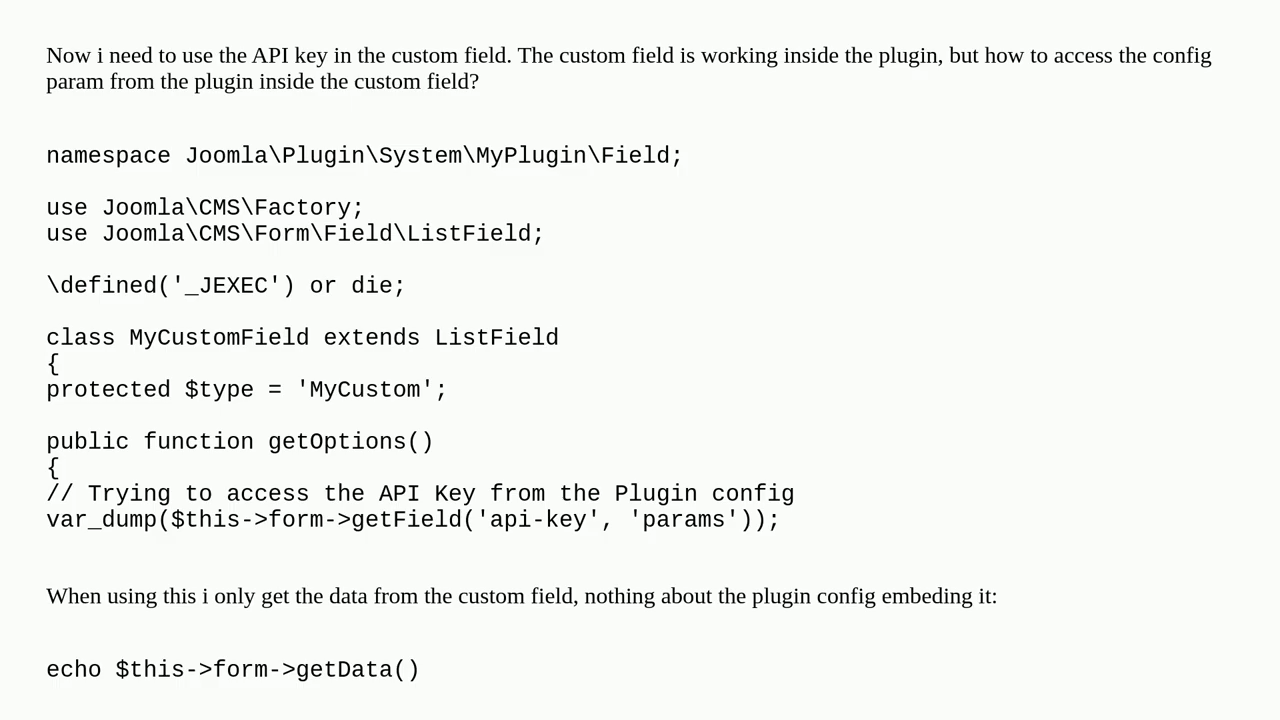 Now i need to use the API key in the custom field. The custom field is working inside the plugin, but how to access the config
param from the plugin inside the custom field?
namespace Joomla\Plugin\System\MyPlugin\Field;
use Joomla\CMS\Factory;
use Joomla\CMS\Form\Field\ListField;
\defined('_JEXEC') or die;
class MyCustomField extends ListField
{
protected $type = 'MyCustom';
public function getOptions()
{
// Trying to access the API Key from the Plugin config
var_dump($this->form->getField('api-key', 'params'));
When using this i only get the data from the custom field, nothing about the plugin config embeding it:
echo $this->form->getData()